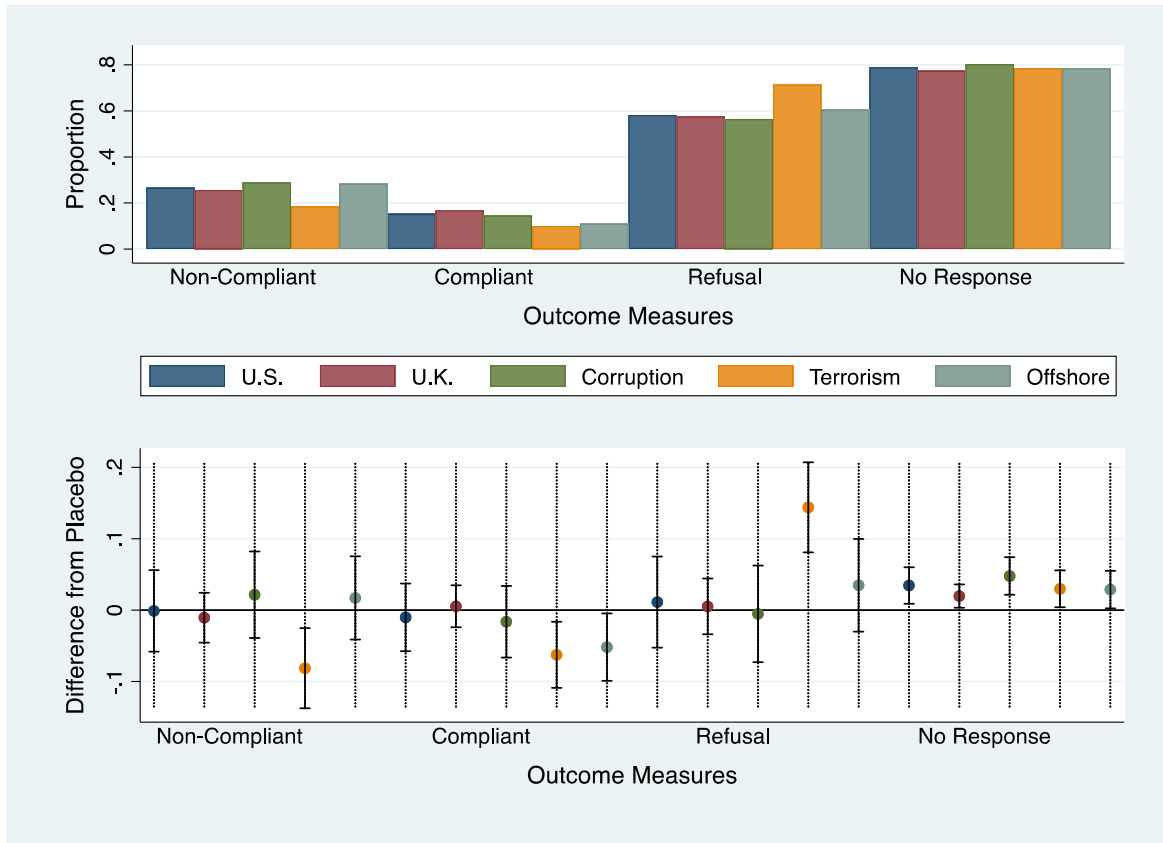 Proportion
.8
.6
.4
.2
0
Non-Compliant Compliant Refusal No Response
Outcome Measures
U.S. U.K. Corruption Terrorism Offshore
Difference from Placebo
.2
.1
0
-.1
Non-Compliant Compliant Refusal No Response
Outcome Measures